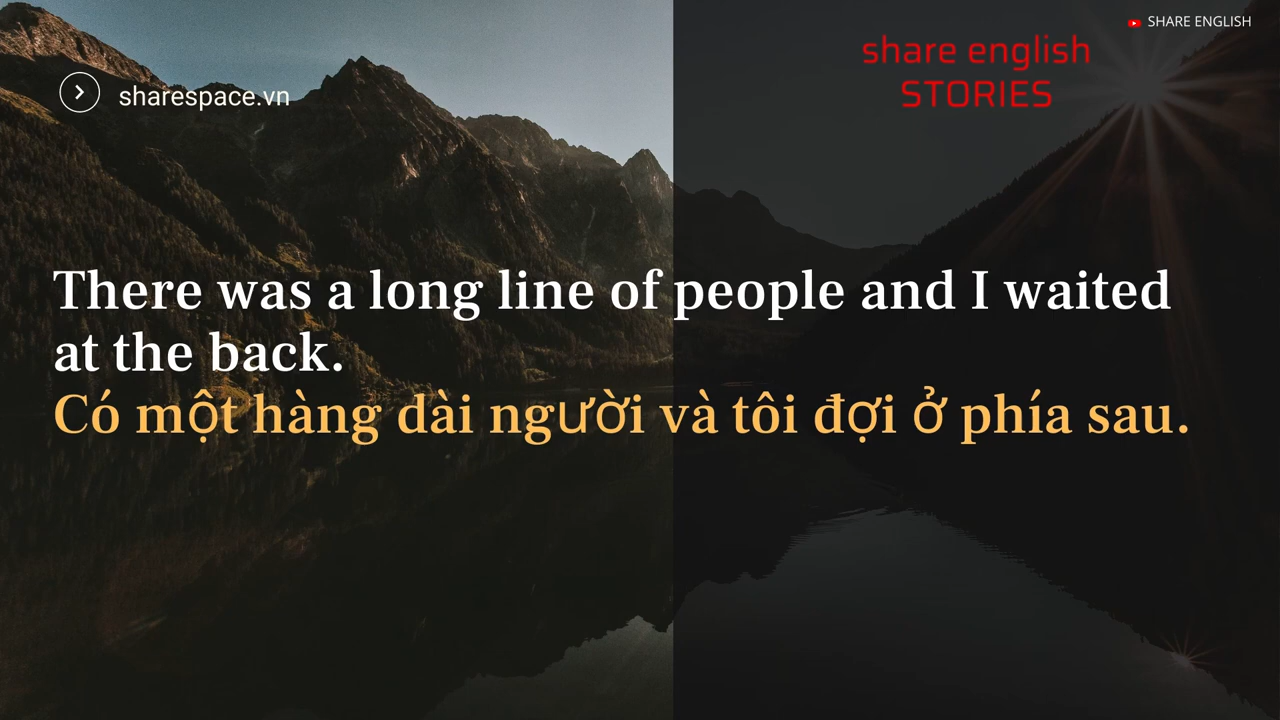 SHARE ENGLISH
share english
STORIES
sharespace.vn
There was a long line of people and I waited
at the back.
Có một hàng dài người và tôi đợi ở phía sau.